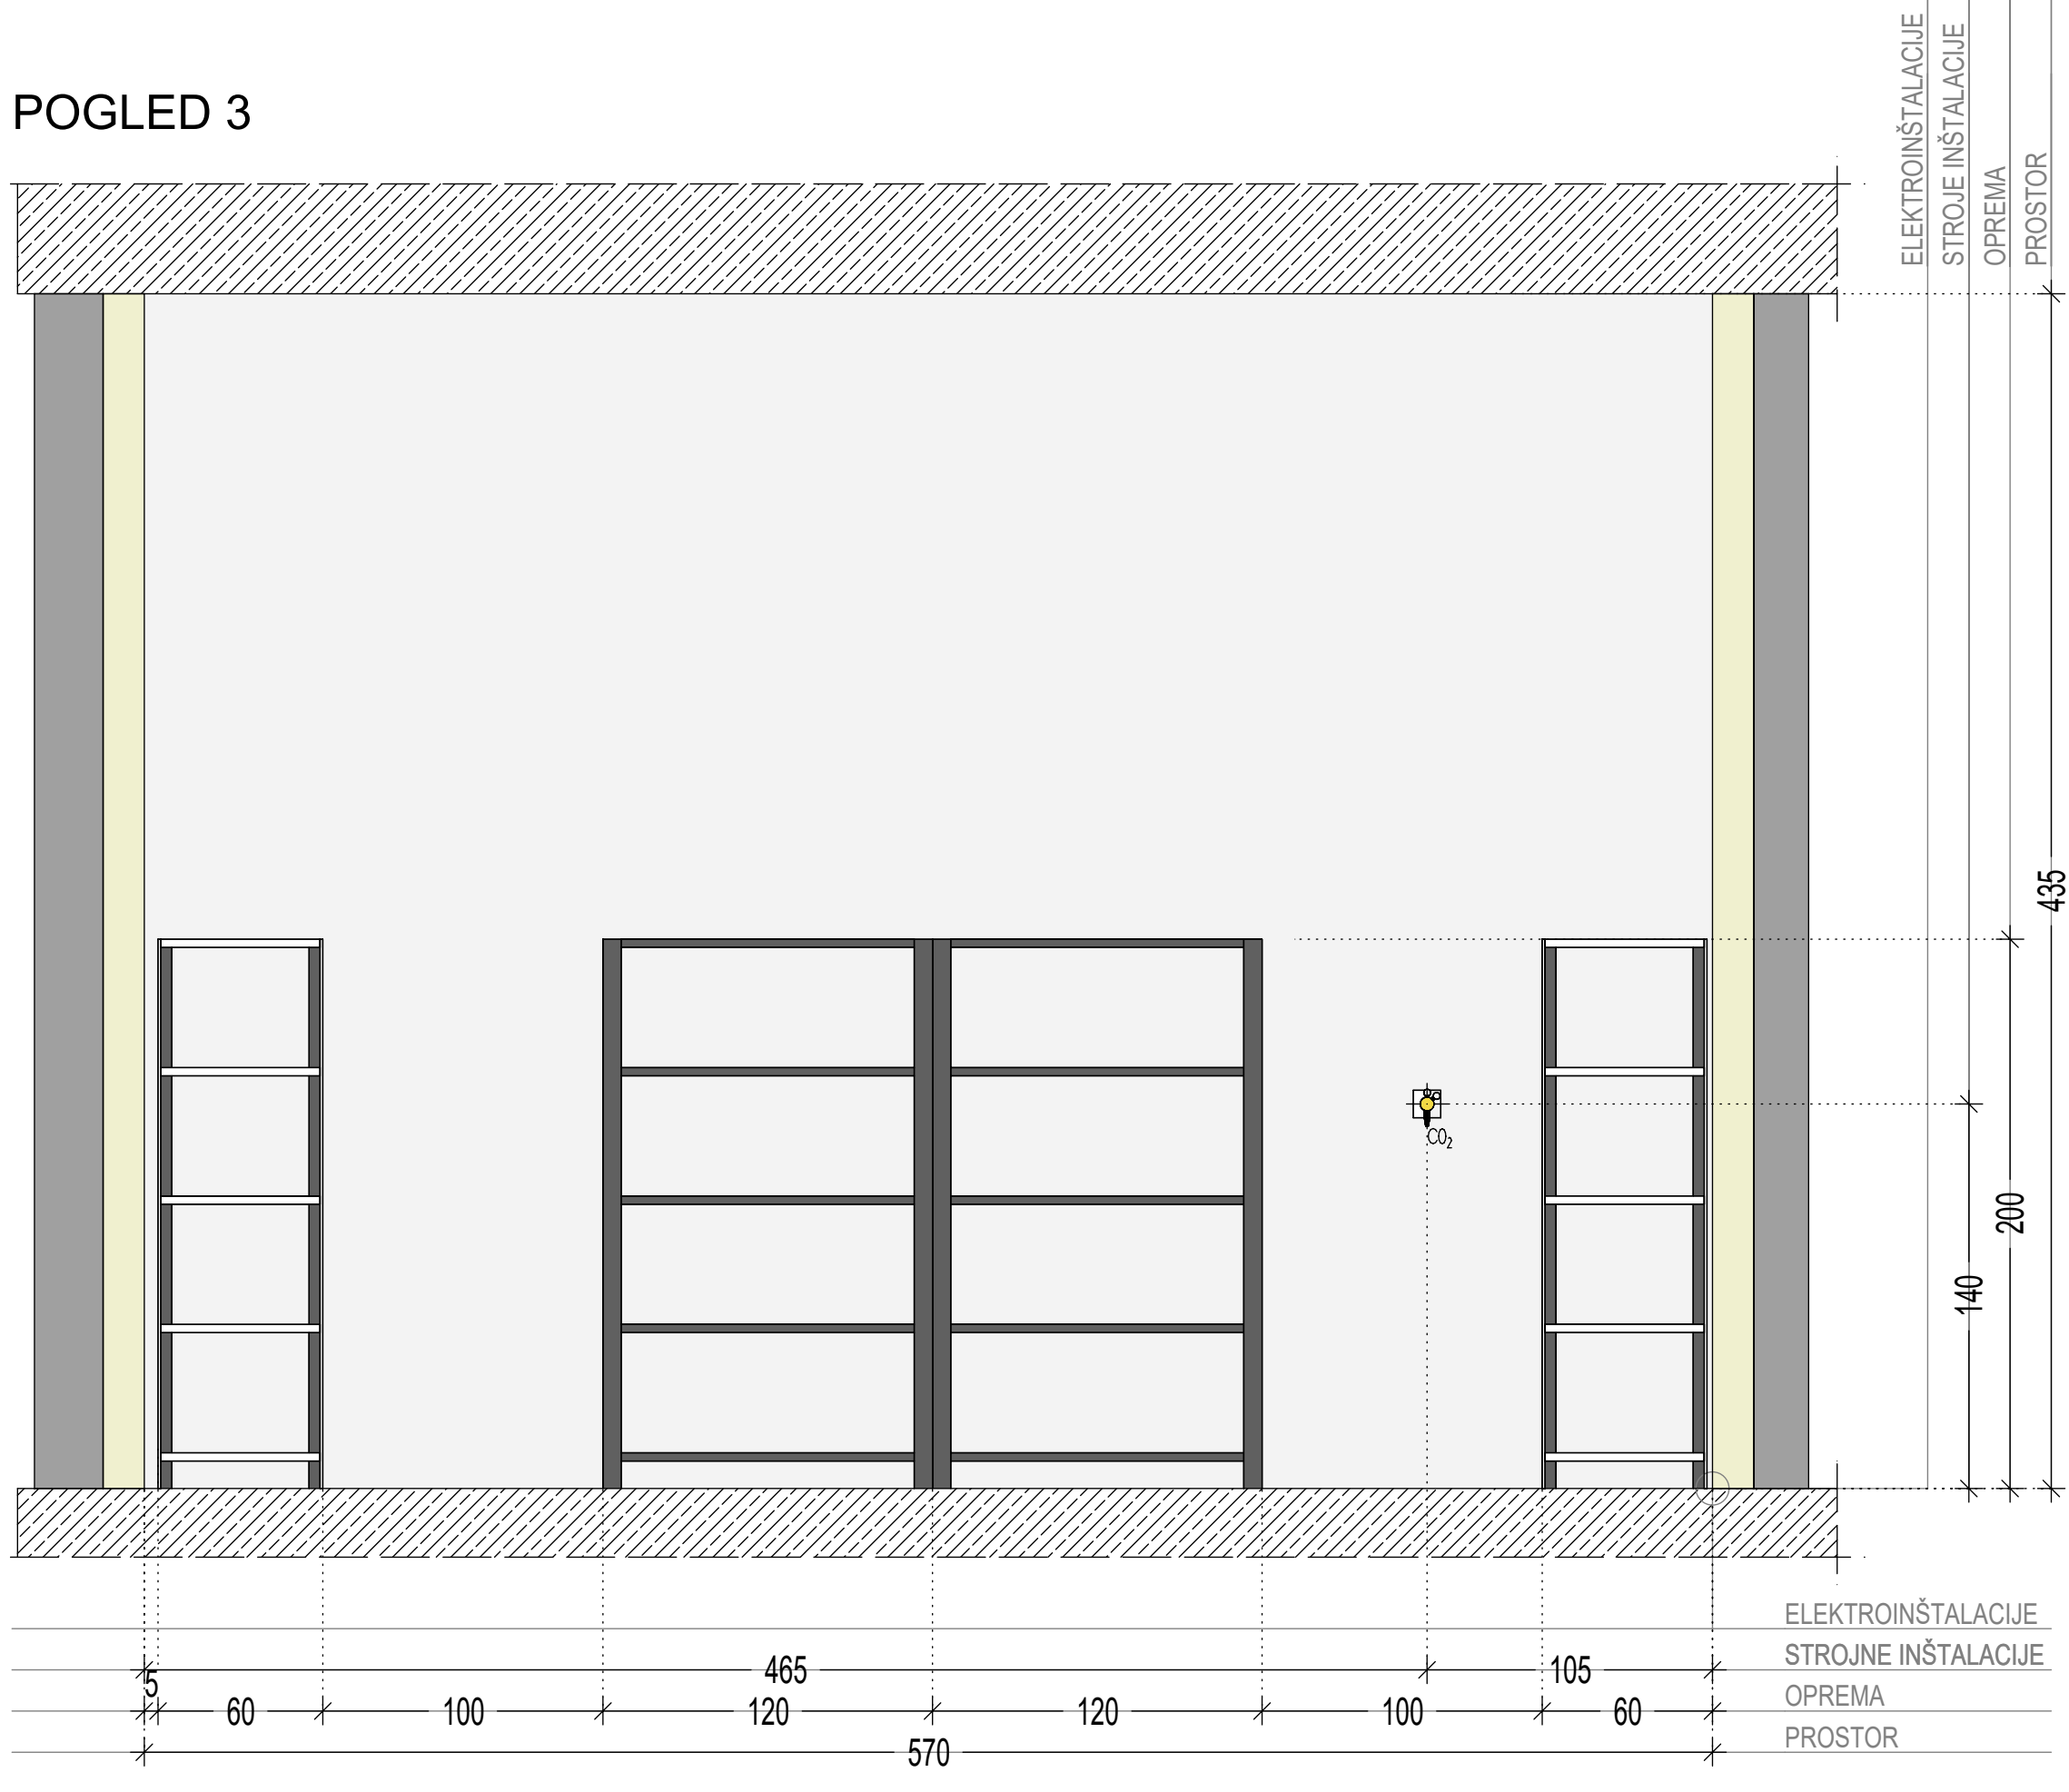 ELEKTROINŠTALACIJE
STROJE INŠTALACIJE
OPREMA
PROSTOR
POGLED 3
435
200
140
CO₂
ELEKTROINŠTALACIJE
465
105
STROJNE INŠTALACIJE
5
60
100
120
120
100
60
OPREMA
570
PROSTOR